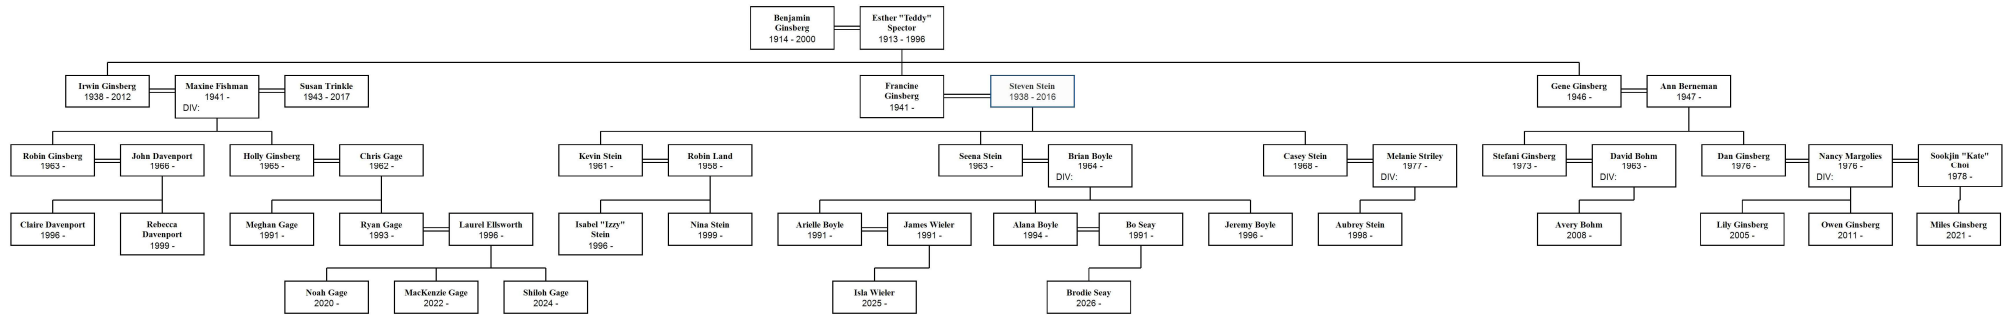 Benjamin
Ginsberg
1914 - 2000
Esther "Teddy"
Spector
1913 - 1996
Irwin Ginsberg
1938 - 2012
Maxine Fishman
1941 -
DIV:
Susan Trinkle
1943 - 2017
Francine
Ginsberg
1941 -
Steven Stein
1938 - 2016
Gene Ginsberg
1946 -
Ann Berneman
1947 -
Robin Ginsberg
1963 -
John Davenport
1966 -
Holly Ginsberg
1965 -
Chris Gage
1962 -
Kevin Stein
1961 -
Robin Land
1958 -
Seena Stein
1963 -
Brian Boyle
1964 -
DIV:
Casey Stein
1968 -
Melanie Striley
1977 -
DIV:
Stefani Ginsberg
1973 -
David Bohm
1963 -
DIV:
Dan Ginsberg
1976 -
Nancy Margolies
1976 -
DIV:
Sookjin "Kate"
Choi
1978 -
Claire Davenport
1996 -
Rebecca
Davenport
1999 -
Meghan Gage
1991 -
Ryan Gage
1993 -
Laurel Ellsworth
1996 -
Isabel "Izzy"
Stein
1996 -
Nina Stein
1999 -
Arielle Boyle
1991 -
James Wieler
1991 -
Alana Boyle
1994 -
Bo Seay
1991 -
Jeremy Boyle
1996 -
Aubrey Stein
1998 -
Avery Bohm
2008 -
Lily Ginsberg
2005 -
Owen Ginsberg
2011 -
Miles Ginsberg
2021 -
Noah Gage
2020 -
MacKenzie Gage
2022 -
Shiloh Gage
2024 -
Isla Wieler
2025 -
Brodie Seay
2026 -